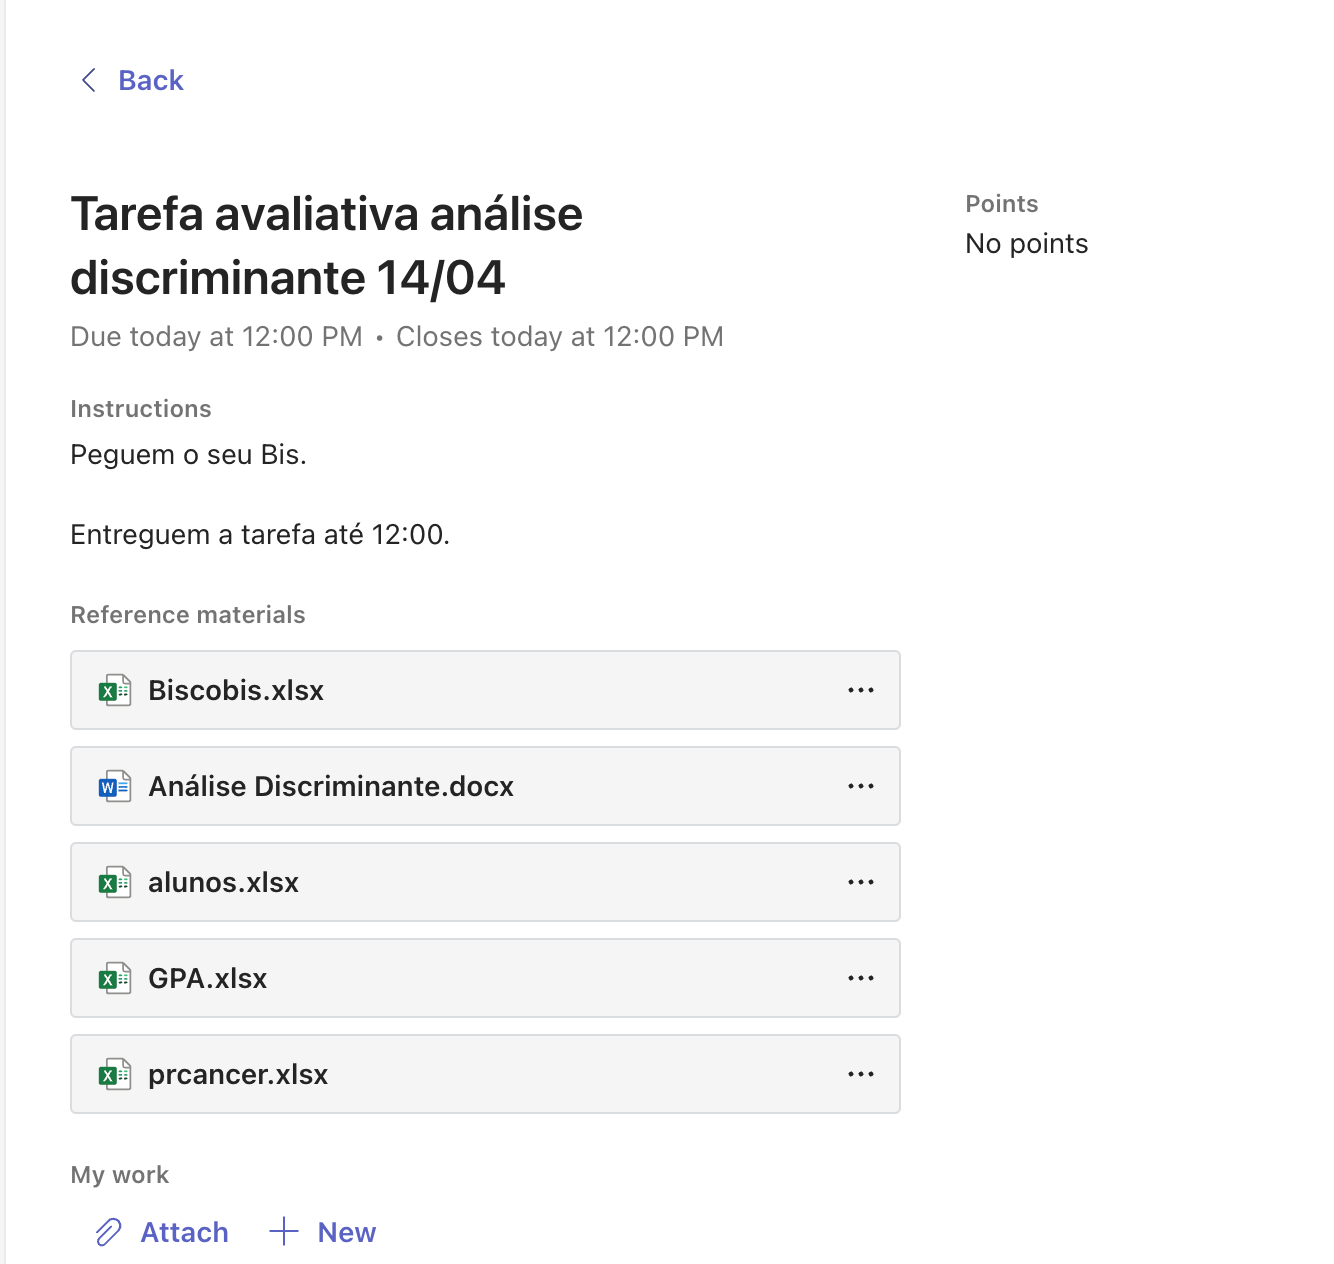 Back
Tarefa avaliativa análise
discriminante 14/04
Due today at 12:00 PM • Closes today at 12:00 PM
Points
No points
Instructions
Peguem o seu Bis.
Entreguem a tarefa até 12:00.
Reference materials
Biscobis.xlsx
Análise Discriminante.docx
alunos.xlsx
GPA.xlsx
prcancer.xlsx
My work
Attach
New